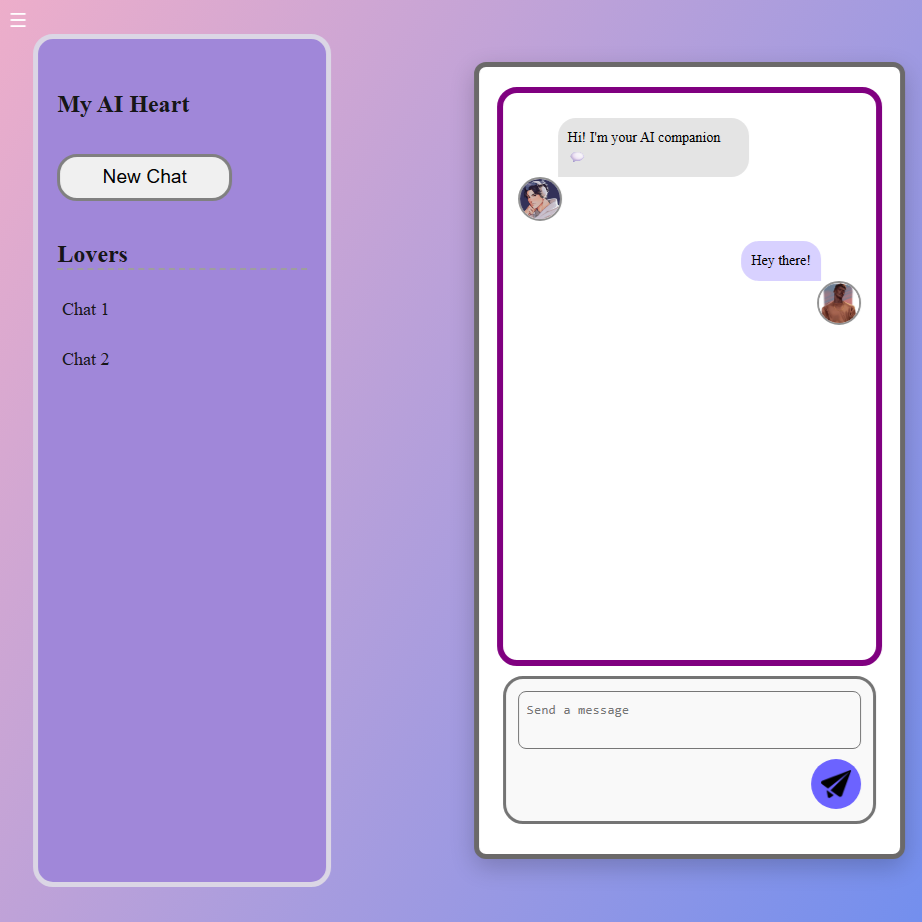 My AI Heart
New Chat
Lovers
Chat 1
Chat 2
Hi! I'm your AI companion
💬
Hey there!
Send a message